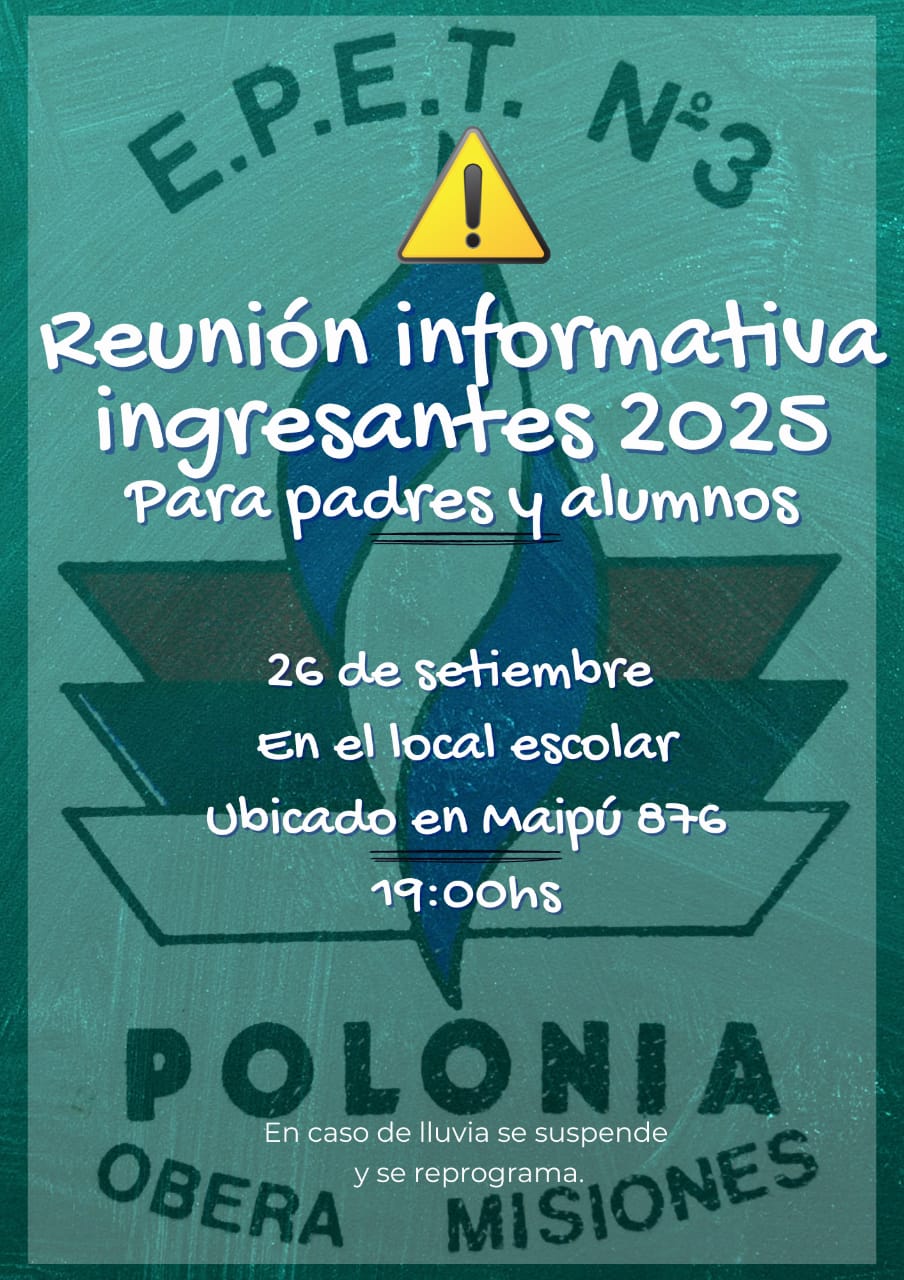 E.P.E.T. Nº3
Reunión informativa
ingresantes 2025
Para padres y alumnos
26 de setiembre
En el local escolar
Ubicado en Maipú 876
19:00hs
POLONIA
En caso de lluvia se suspende
y se reprograma.
OBERA MISIONES